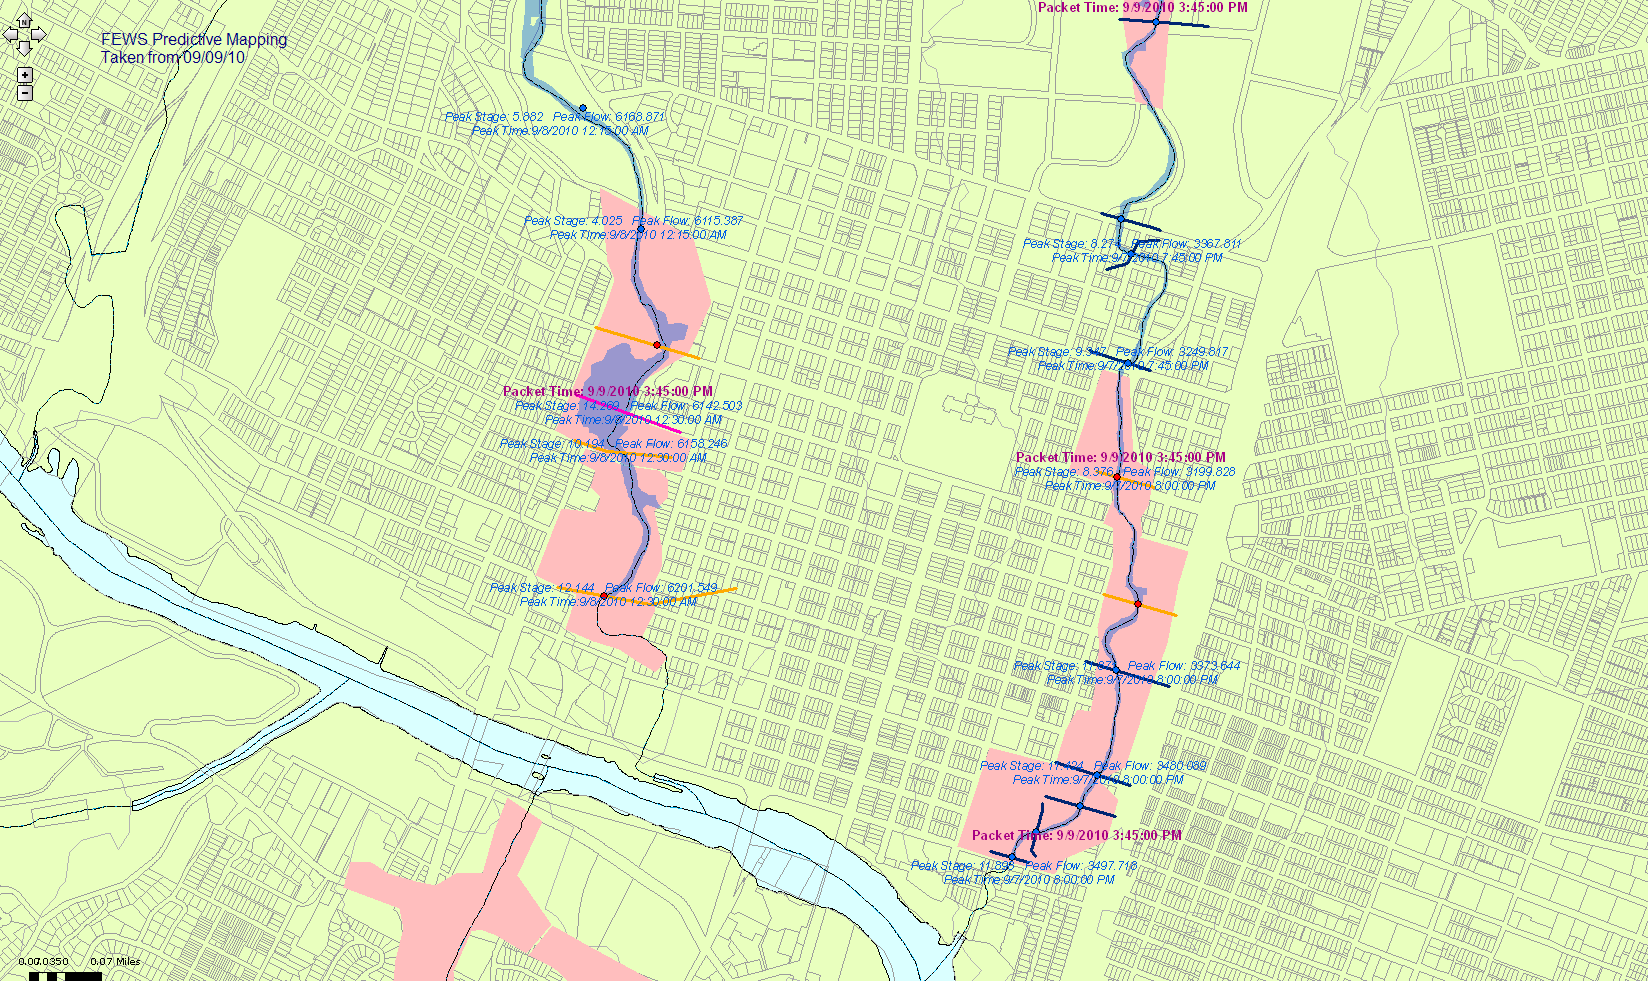 Packet Time: 9/9/2010 3:45:00 PM
N
FEWS Predictive Mapping
Taken from 09/09/10
+
-
Peak Stage: 5.882 Peak Flow: 6168.871
Peak Time:9/8/2010 12:15:00 AM
Peak Stage: 4.025 Peak Flow: 6115.387
Peak Time:9/8/2010 12:15:00 AM
Peak Stage: Peak Flow: 3367.811
Peak Time:9/7/2010 7:45:00 PM
Peak Stage: Peak Flow: 3249.817
Peak Time:9/7/2010 7:45:00 PM
Packet Time: 9/9/2010 3:45:00 PM
Peak Stage: Peak Flow: 6142.503
Peak Time:9/8/2010 12:30:00 AM
Peak Stage: 10.194 Peak Flow: 6158.246
Peak Time:9/8/2010 12:30:00 AM
Packet Time: 9/9/2010 3:45:00 PM
Peak Stage: 8.376 Peak Flow: 3199.828
Peak Time:9/7/2010 8:00:00 PM
Peak Stage: 12.144 Peak Flow: 6201.549
Peak Time:9/8/2010 12:30:00 AM
Peak Stage: Peak Flow: 3373.644
Peak Time:9/7/2010 8:00:00 PM
Peak Stage: 11.424 Peak Flow: 3480.089
Peak Time:9/7/2010 8:00:00 PM
Packet Time: 9/9/2010 3:45:00 PM
Peak Stage: Peak Flow: 3497.718
Peak Time:9/7/2010 8:00:00 PM
0.07 Miles